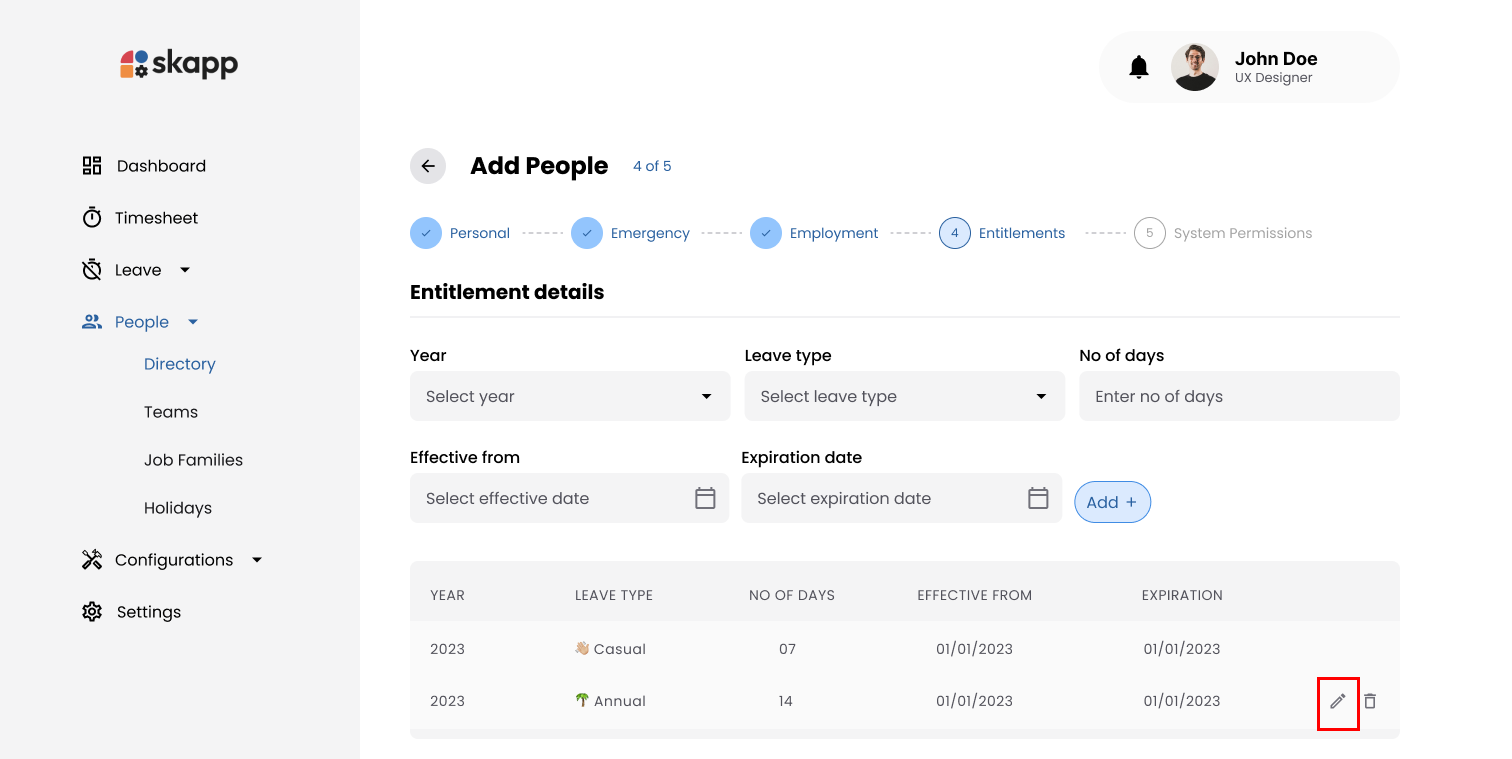 skapp
John Doe
UX Designer
Dashboard
Timesheet
Leave
People
Directory
Teams
Job Families
Holidays
Configurations
Settings
Add People 4 of 5
Personal Emergency Employment 4 Entitlements 5 System Permissions
Entitlement details
Year Leave type No of days
Select year Select leave type Enter no of days
Effective from Expiration date
Select effective date Select expiration date Add +
YEAR LEAVE TYPE NO OF DAYS EFFECTIVE FROM EXPIRATION
2023 👋🏼 Casual 07 01/01/2023 01/01/2023
2023 🌴 Annual 14 01/01/2023 01/01/2023